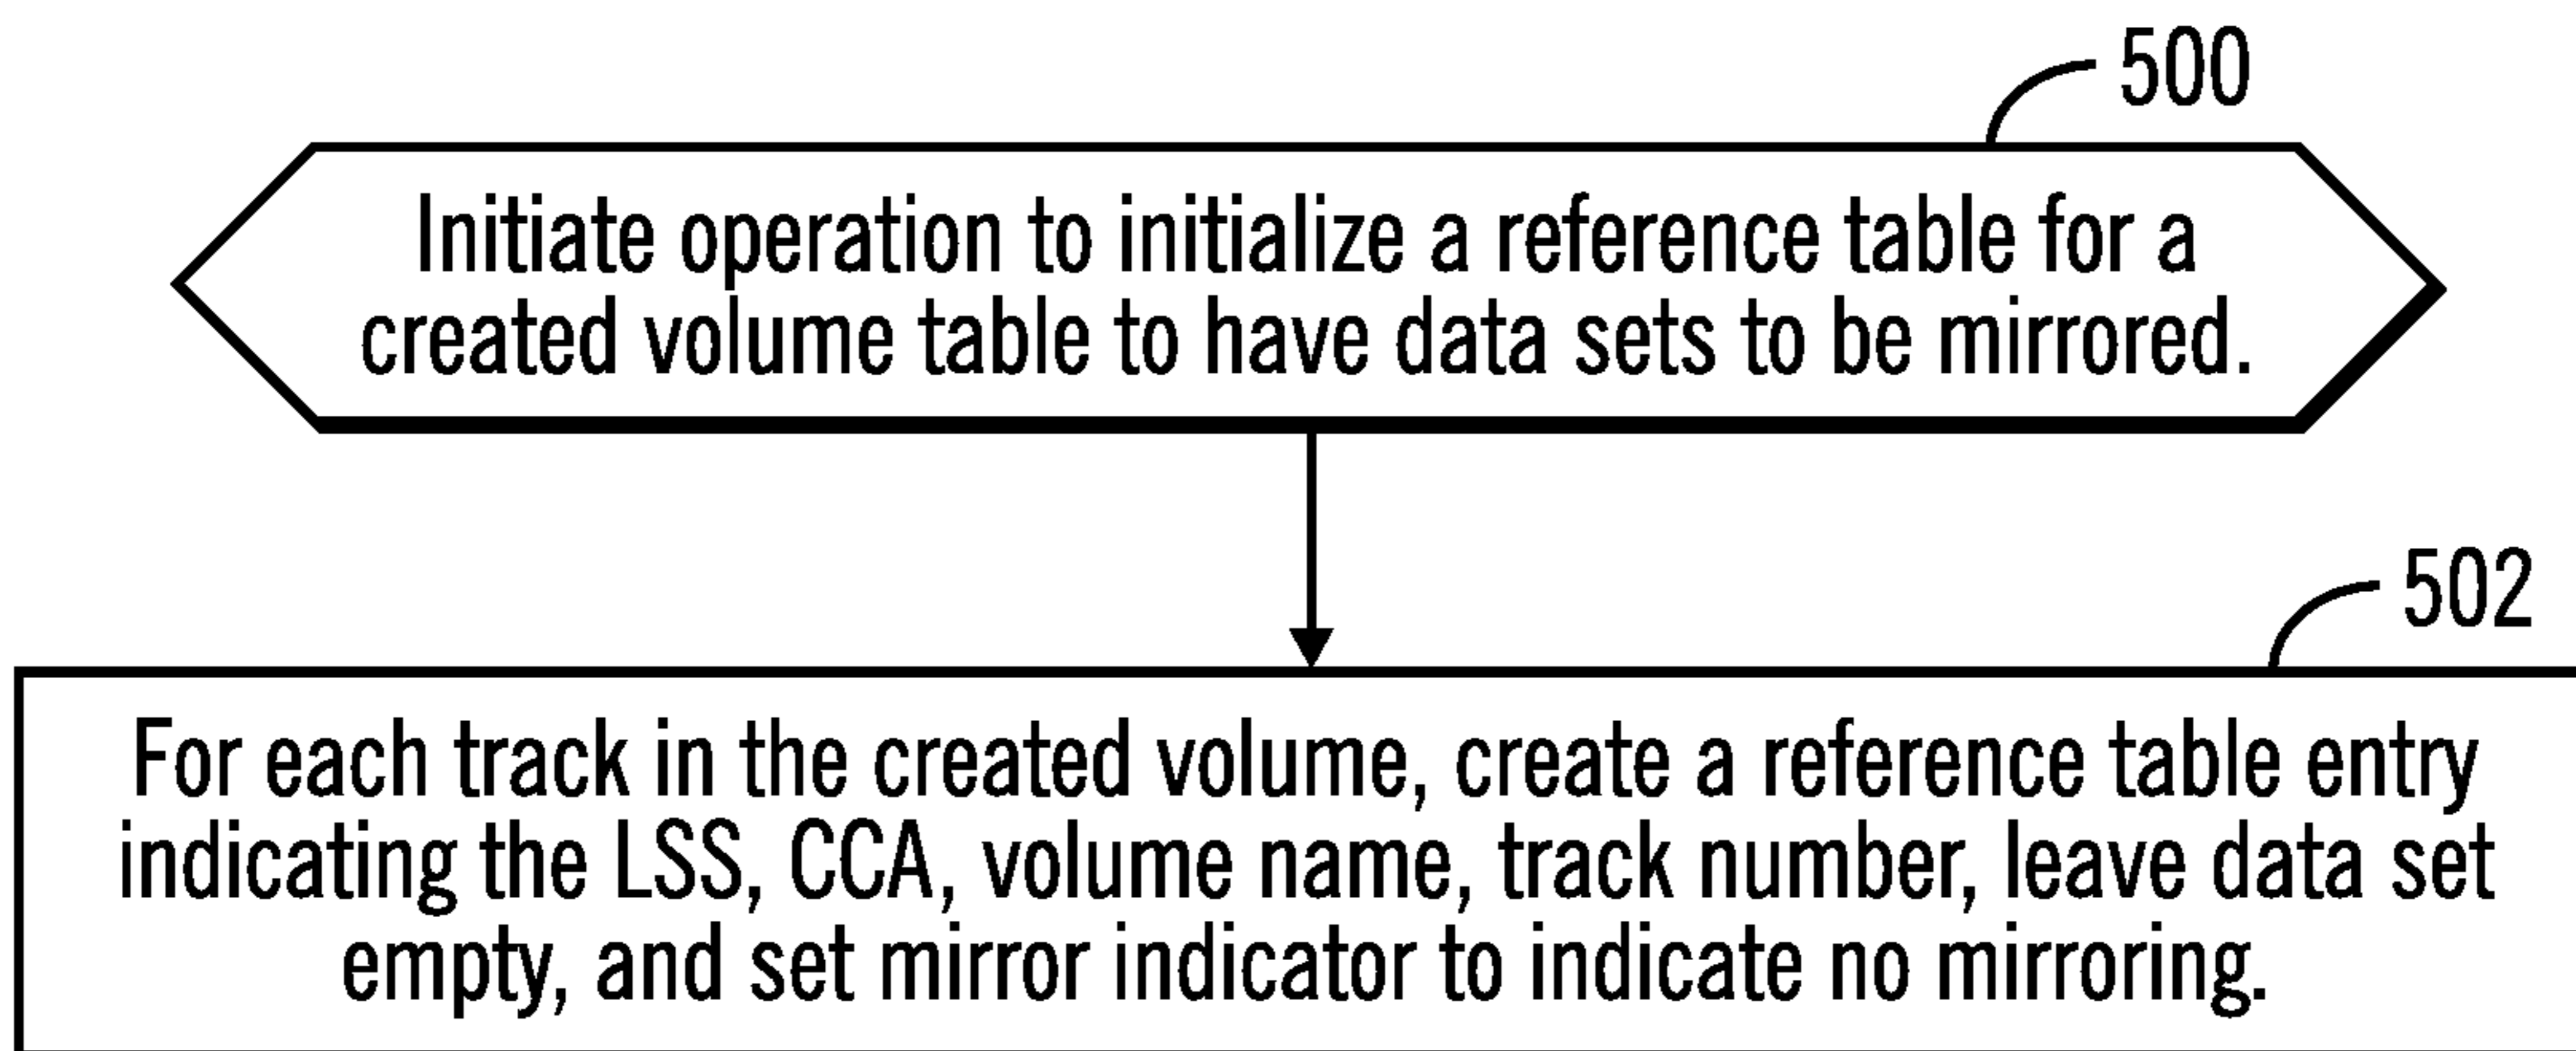 500
Initiate operation to initialize a reference table for a
created volume table to have data sets to be mirrored.
502
For each track in the created volume, create a reference table entry
indicating the LSS, CCA, volume name, track number, leave data set
empty, and set mirror indicator to indicate no mirroring.